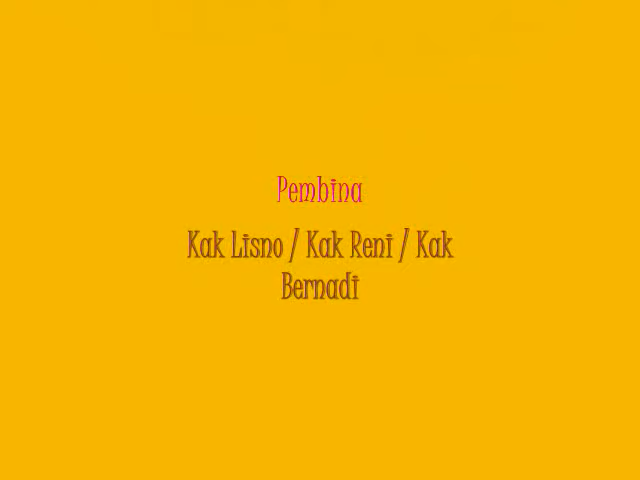 Pembina
Kak Lisno / Kak Reni / Kak
Bernadi